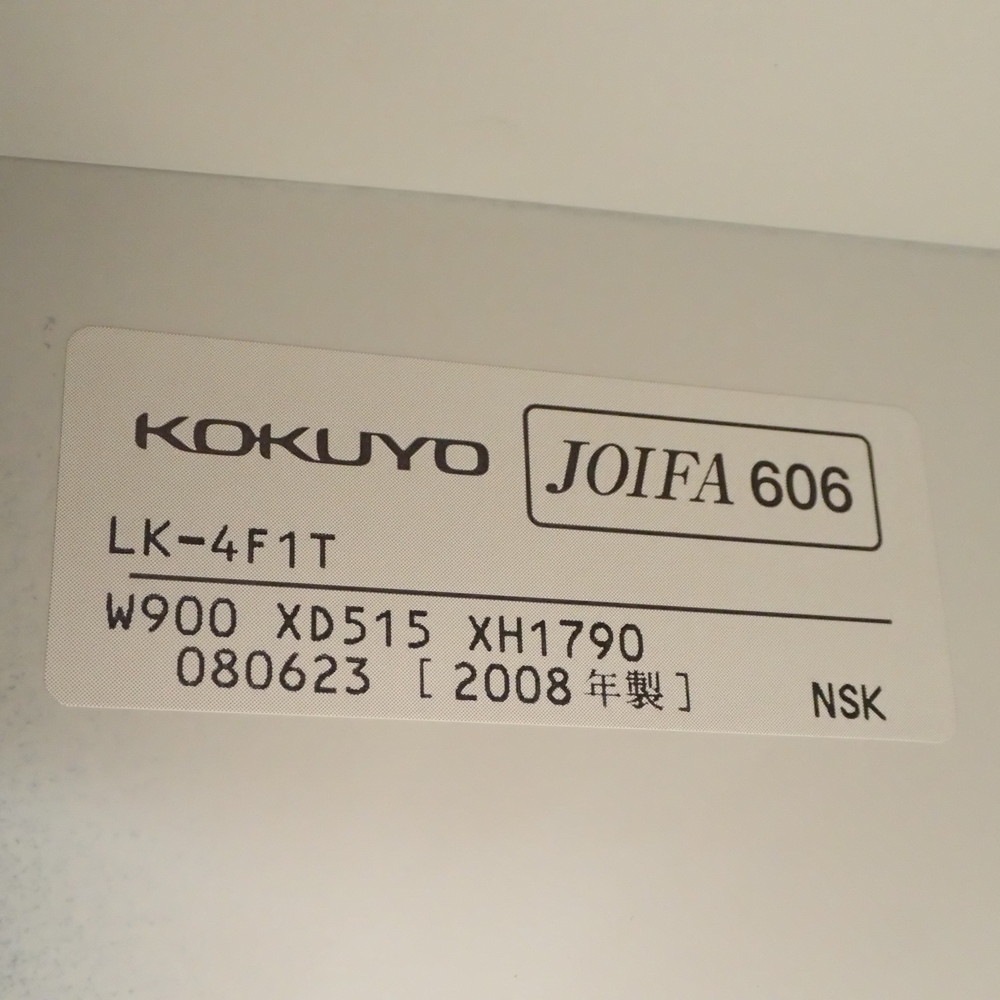 KOKUYO
JOIFA 606
LK-4F1T
W900 XD515 XH1790
080623 [2008年製]
NSK